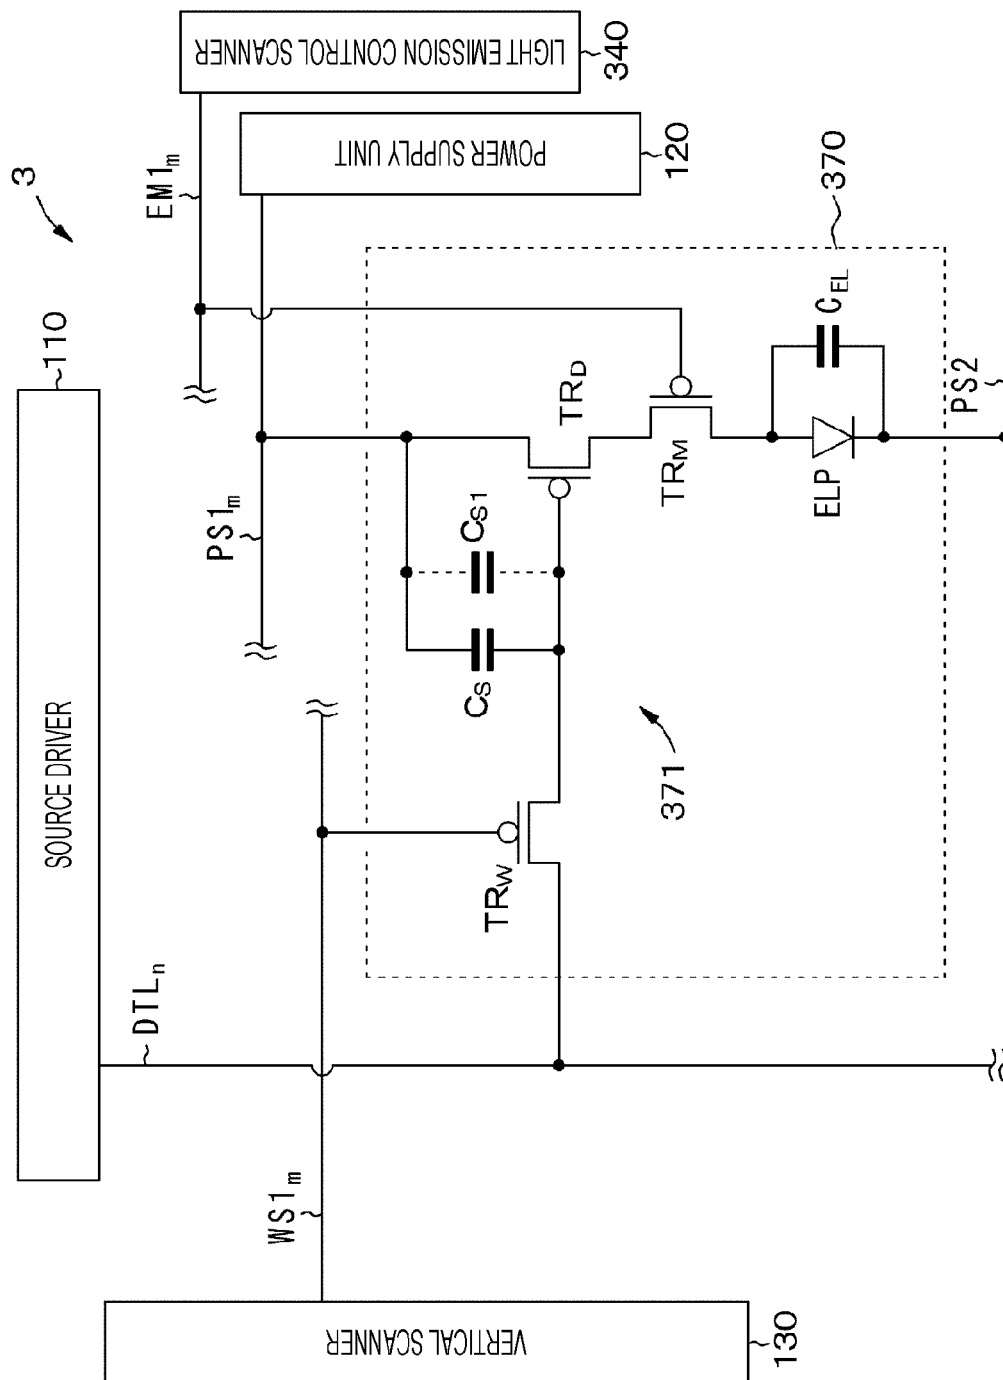 3
110
SOURCE DRIVER
DTLn
EM1m
LIGHT EMISSION CONTROL SCANNER
340
POWER SUPPLY UNIT
120
PS1m
370
CS
CS1
TRD
TRM
CEL
ELP
PS2
TRW
371
WS1m
VERTICAL SCANNER
130